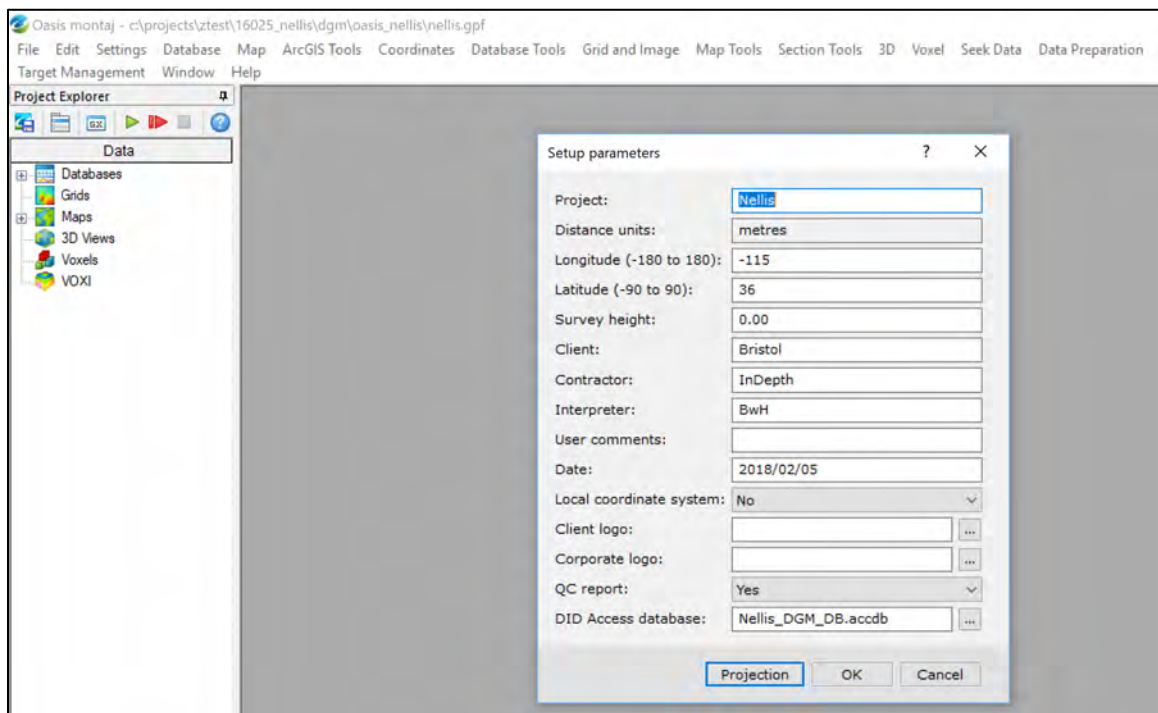 Oasis montaj - c:\projects\ztest\16025_nellis\dgm\oasis_nellis\nellis.gpf
File Edit Settings Database Map ArcGIS Tools Coordinates Database Tools Grid and Image Map Tools Section Tools 3D Voxel Seek Data Data Preparation
Target Management Window Help
Project Explorer
GX
?
Data
Databases
Grids
Maps
3D Views
Voxels
VOXI
Setup parameters ? ×
Project: Nellis
Distance units: metres
Longitude (-180 to 180): -115
Latitude (-90 to 90): 36
Survey height: 0.00
Client: Bristol
Contractor: InDepth
Interpreter: BwH
User comments:
Date: 2018/02/05
Local coordinate system: No
Client logo: ...
Corporate logo: ...
QC report: Yes
DID Access database: Nellis_DGM_DB.accdb ...
Projection OK Cancel